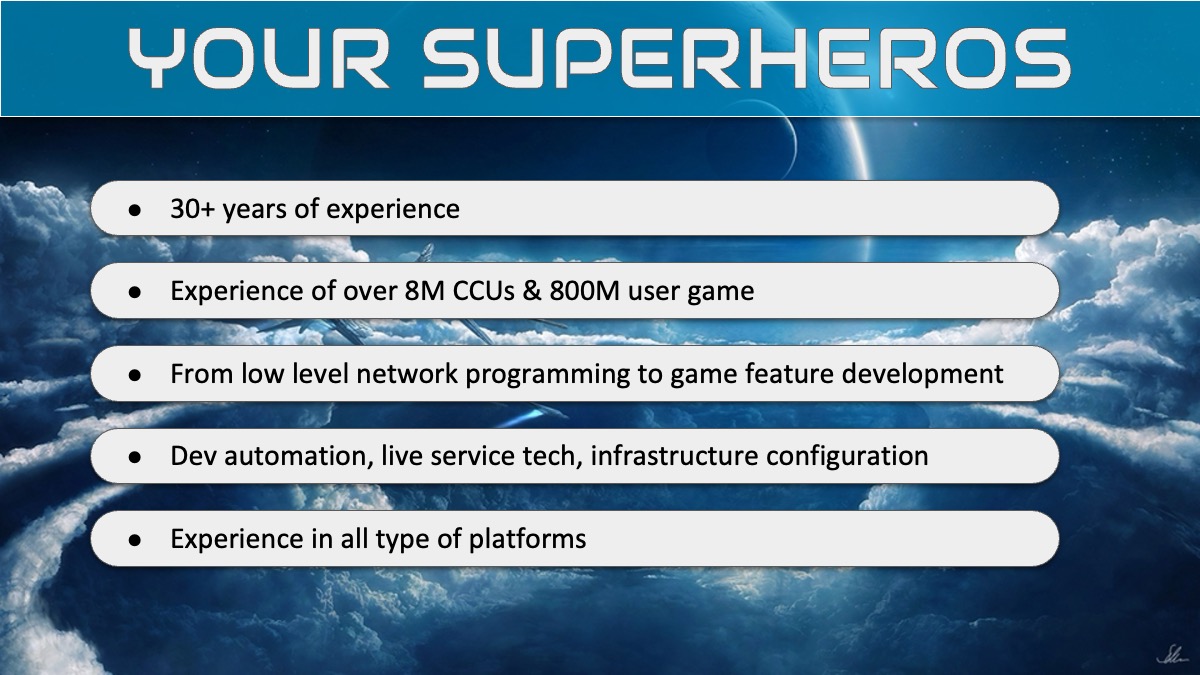 YOUR SUPERHEROS
● 30+ years of experience
● Experience of over 8M CCUs & 800M user game
● From low level network programming to game feature development
● Dev automation, live service tech, infrastructure configuration
● Experience in all type of platforms